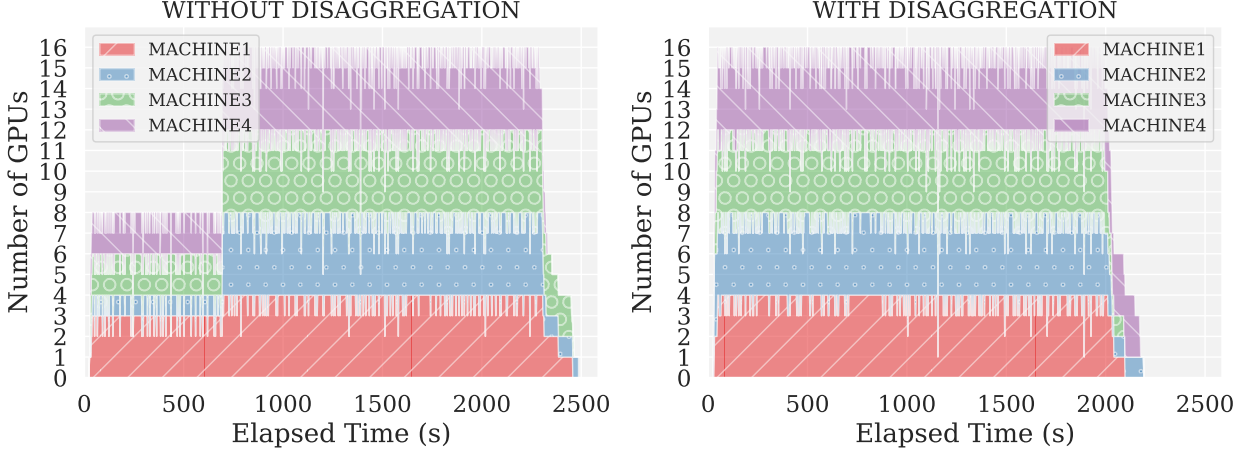 WITHOUT DISAGGREGATION
16
15
14
13
12
11
10
9
8
7
6
5
4
3
2
1
0
Number of GPUs
MACHINE1
MACHINE2
MACHINE3
MACHINE4
0 500 1000 1500 2000 2500
Elapsed Time (s)
WITH DISAGGREGATION
16
15
14
13
12
11
10
9
8
7
6
5
4
3
2
1
0
Number of GPUs
MACHINE1
MACHINE2
MACHINE3
MACHINE4
0 500 1000 1500 2000 2500
Elapsed Time (s)